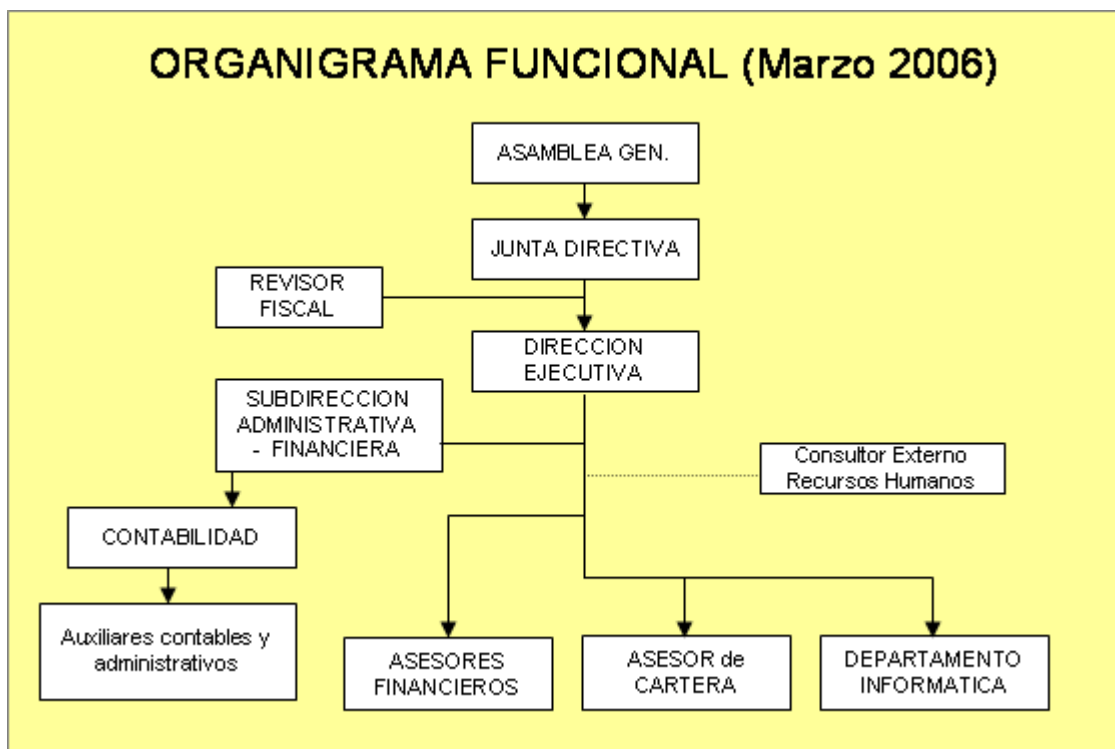 ORGANIGRAMA FUNCIONAL (Marzo 2006)
ASAMBLEA GEN.
JUNTA DIRECTIVA
REVISOR
FISCAL
DIRECCION
EJECUTIVA
SUBDIRECCION
ADMINISTRATIVA
- FINANCIERA
Consultor Externo
Recursos Humanos
CONTABILIDAD
Auxiliares contables y
administrativos
ASESORES
FINANCIEROS
ASESOR de
CARTERA
DEPARTAMENTO
INFORMATICA